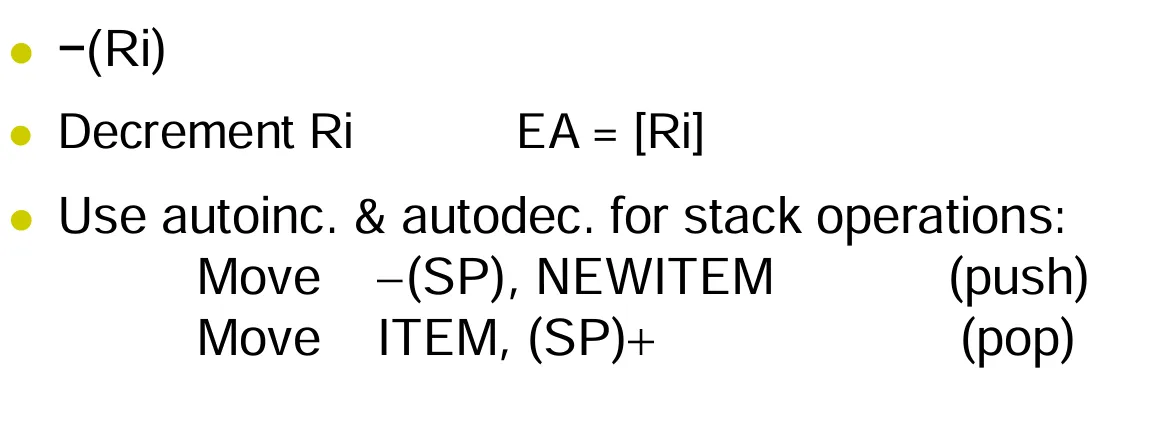 • −(Ri)
• Decrement Ri EA = [Ri]
• Use autoinc. & autodec. for stack operations:
Move −(SP), NEWITEM (push)
Move ITEM, (SP)+ (pop)